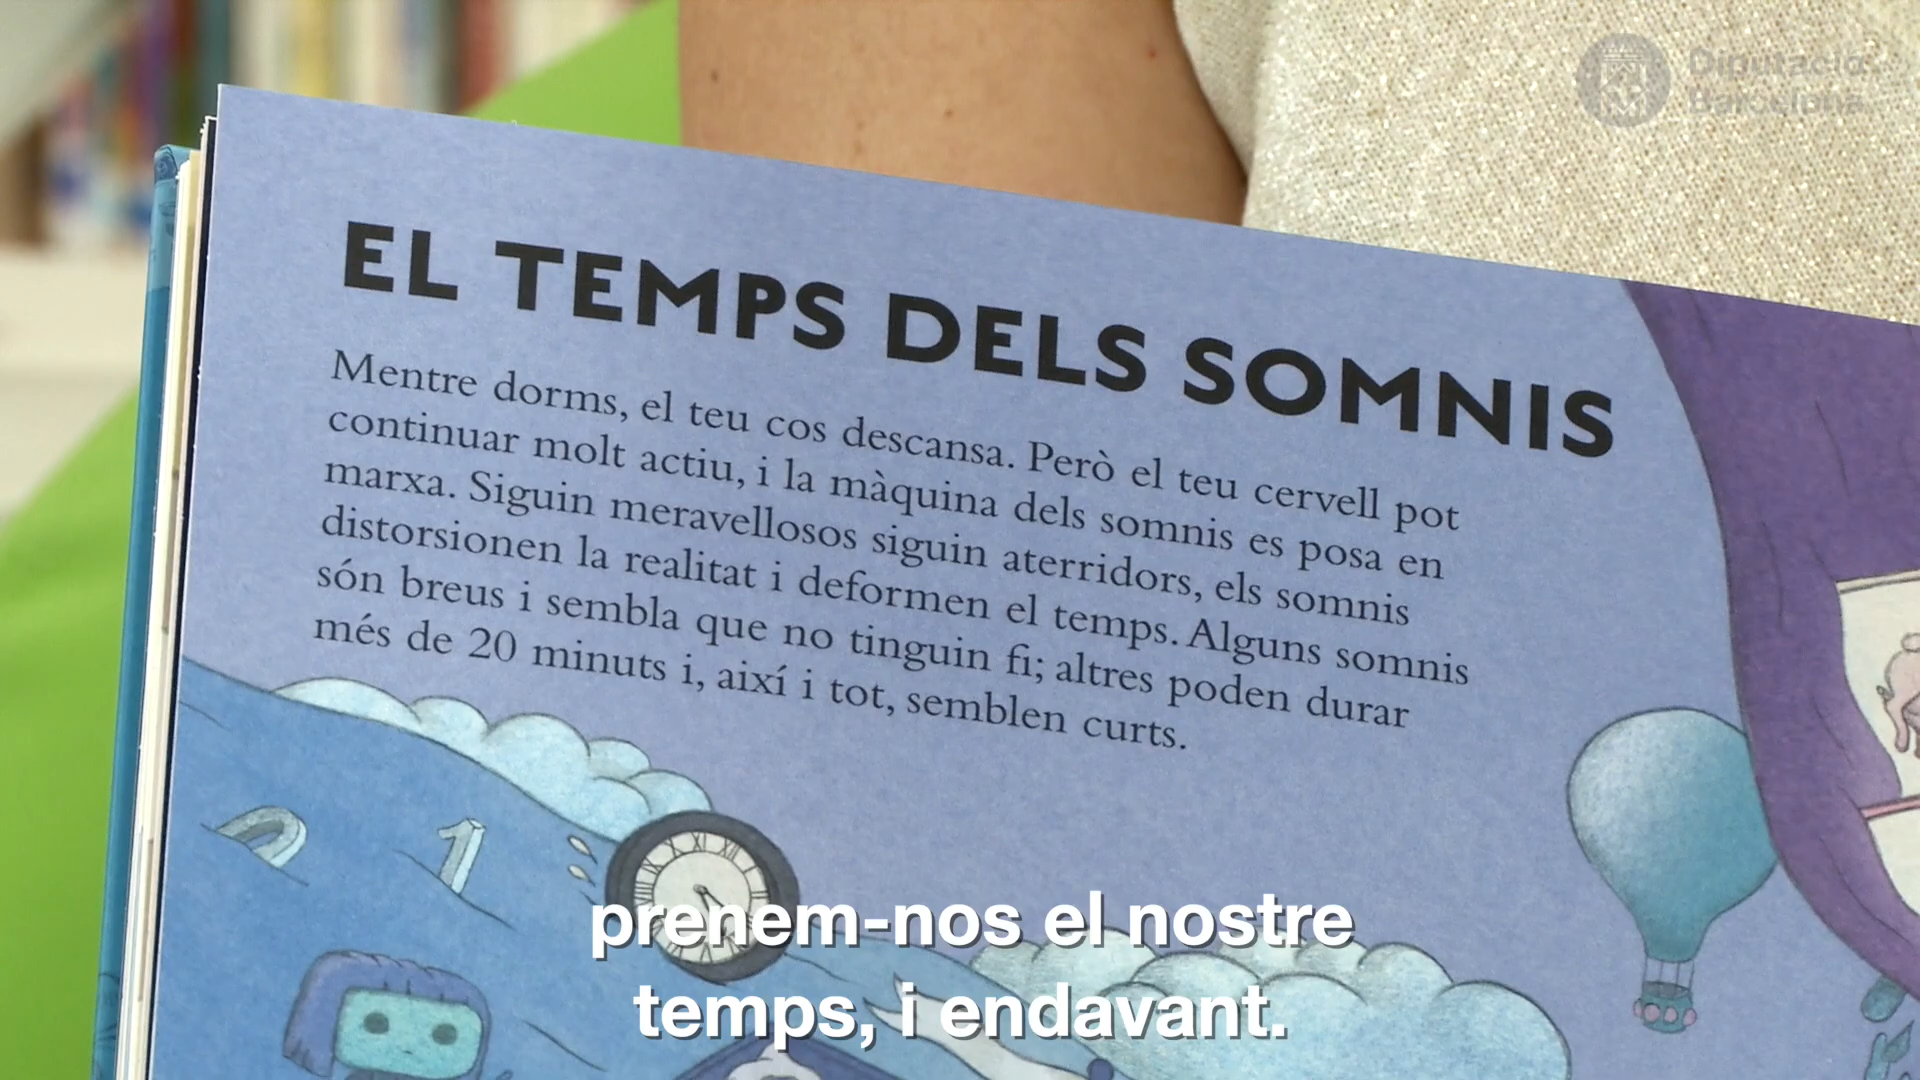 Diputació
Barcelona
EL TEMPS DELS SOMNIS
Mentre dorms, el teu cos descansa. Però el teu cervell pot
continuar molt actiu, i la màquina dels somnis es posa en
marxa. Siguin meravellosos siguin aterridors, els somnis
distorsionen la realitat i deformen el temps. Alguns somnis
són breus i sembla que no tinguin fi; altres poden durar
més de 20 minuts i, així i tot, semblen curts.
1
prenem-nos el nostre
temps, i endavant.